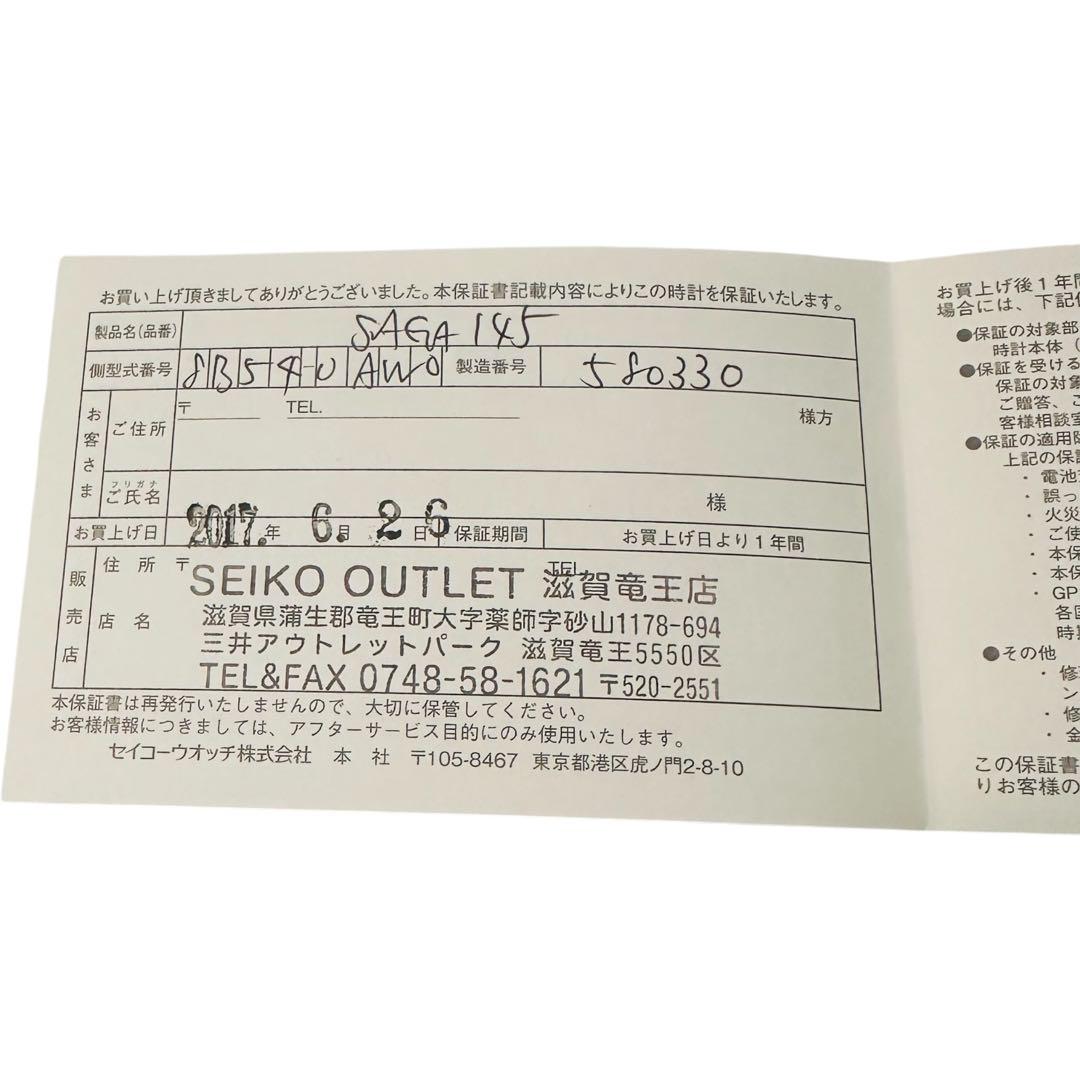 お買い上げ頂きましてありがとうございました。本保証書記載内容によりこの時計を保証いたします。
製品名(品番) SAGA145
側型式番号 8B54-0AW0 製造番号 580330
お客さま ご住所 〒 TEL. 様方
フリガナ
ご氏名 様
お買上げ日 2017.年 6.月 26日 保証期間 お買上げ日より1年間
販売店 住所 〒 TEL
SEIKO OUTLET 滋賀竜王店
店名 滋賀県蒲生郡竜王町大字薬師字砂山1178-694
三井アウトレットパーク 滋賀竜王5550区
TEL&FAX 0748-58-1621 〒520-2551
本保証書は再発行いたしませんので、大切に保管してください。
お客様情報につきましては、アフターサービス目的にのみ使用いたします。
セイコーウオッチ株式会社 本社 〒105-8467 東京都港区虎ノ門2-8-10
お買上げ後1年間
場合には、下記
●保証の対象部
時計本体(
●保証を受ける
保証の対象
ご贈答、こ
客様相談室
●保証の適用除
上記の保証
・電池
・誤っ
・火災
・ご使
・本保
・本保
・GP
各国
時刻
●その他
・修
ン
・修
・金
この保証書
りお客様の